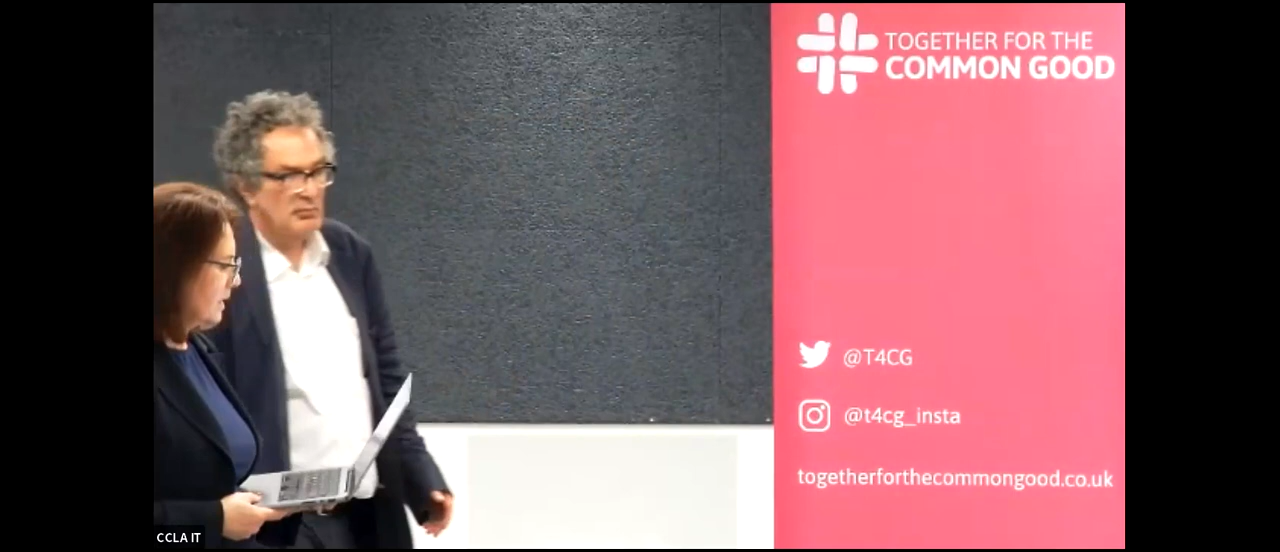 TOGETHER FOR THE
COMMON GOOD
@T4CG
@t4cg_insta
togetherforthecommongood.co.uk
CCLA IT